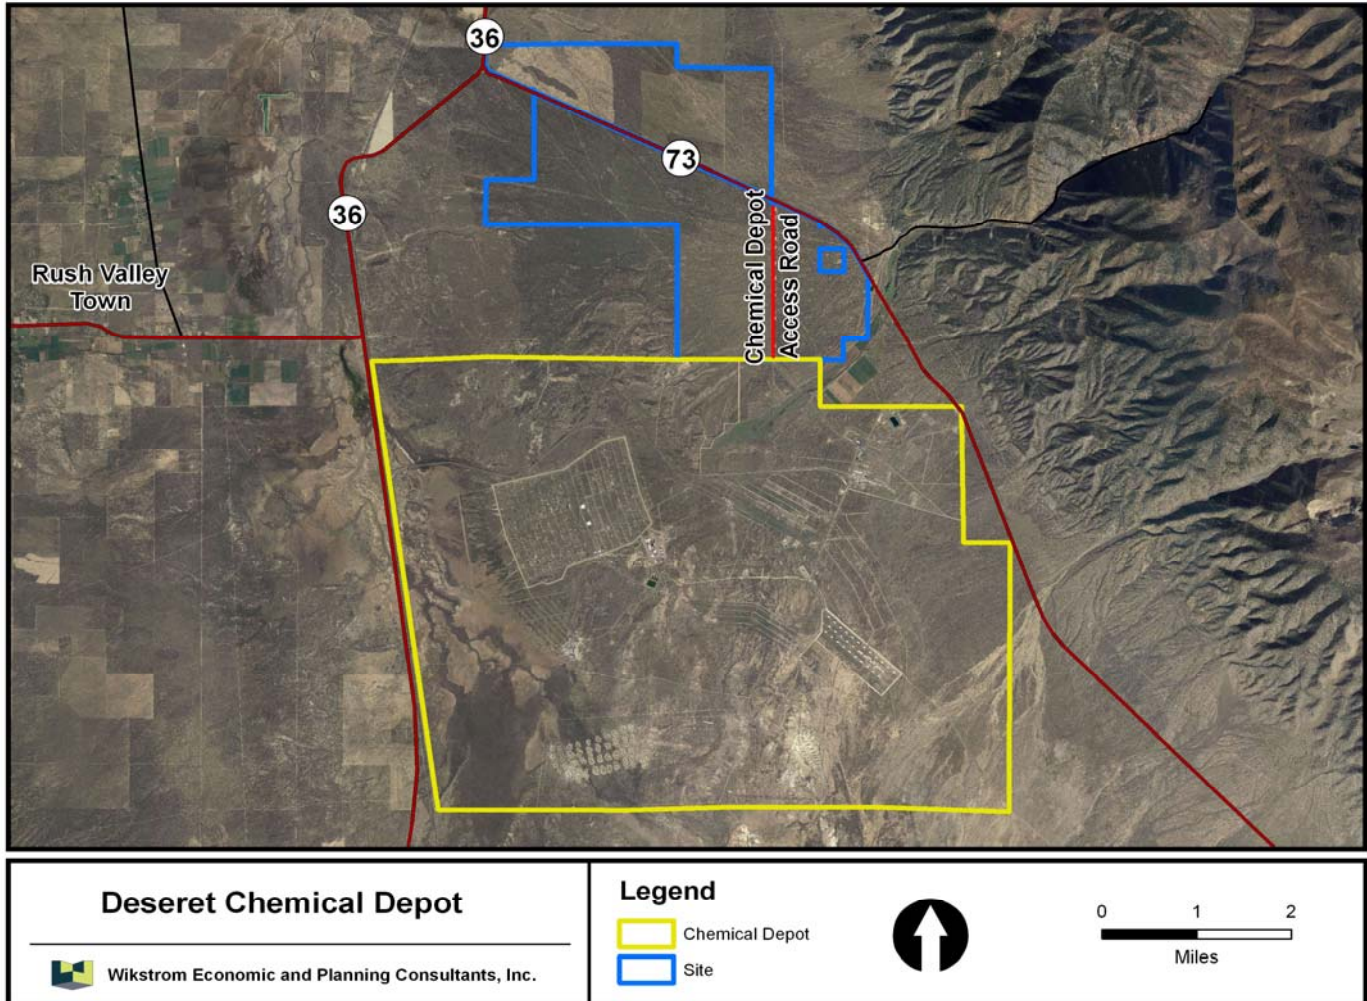 36
73
36
Chemical Depot
Access Road
Rush Valley
Town
Deseret Chemical Depot
Wikstrom Economic and Planning Consultants, Inc.
Legend
Chemical Depot
Site
0 1 2
Miles